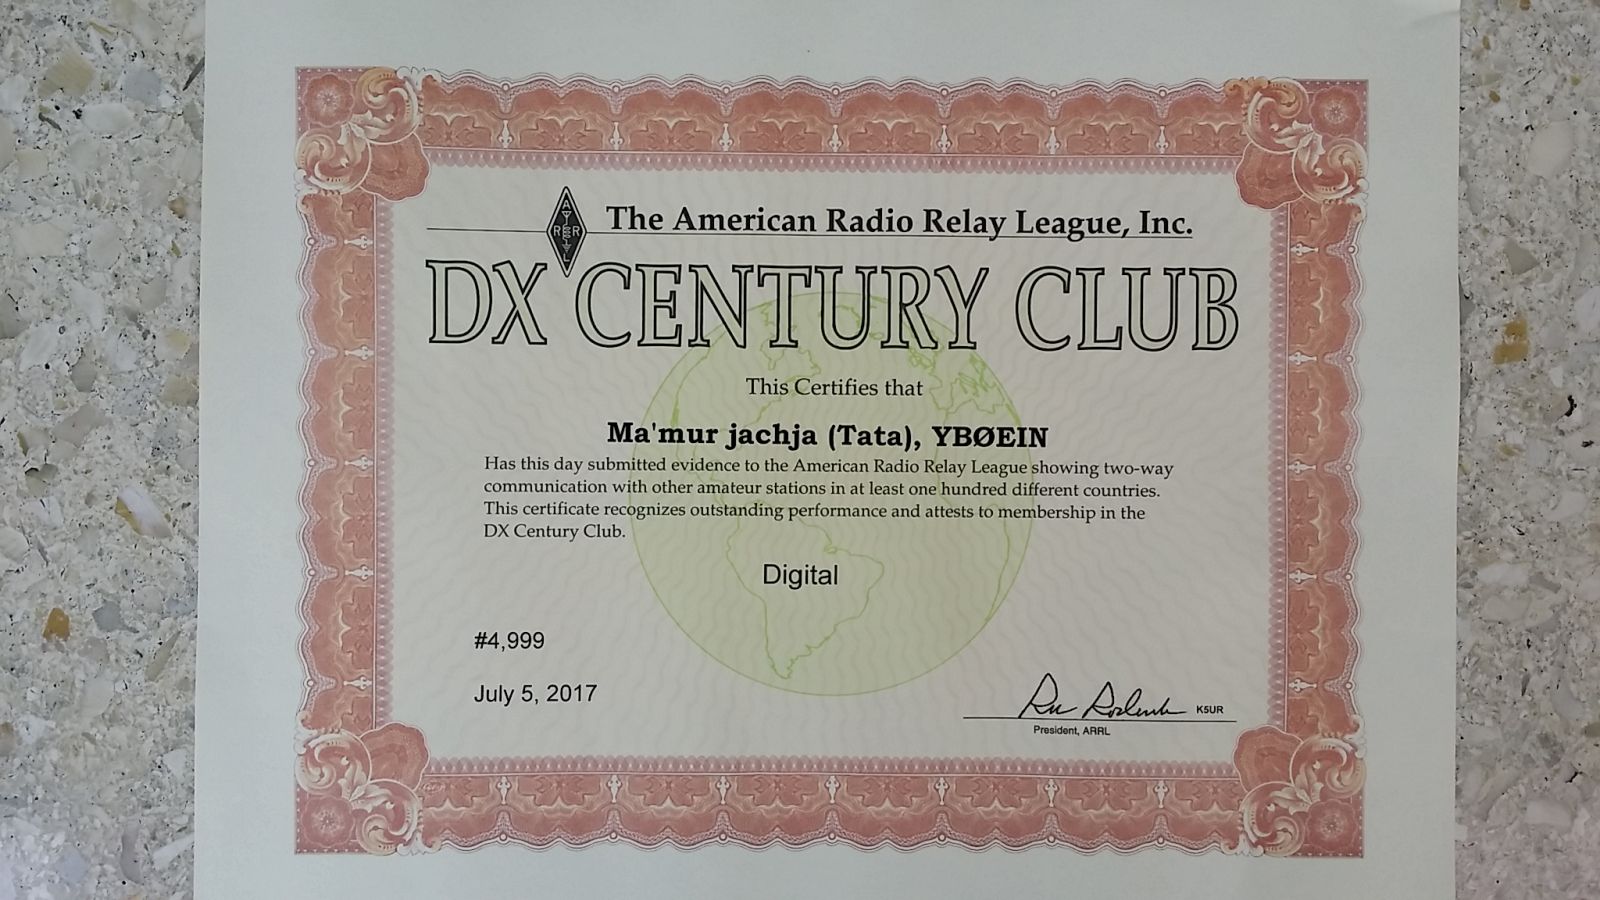 The American Radio Relay League, Inc.
A
R R
L
DX CENTURY CLUB
This Certifies that
Ma'mur jachja (Tata), YBØEIN
Has this day submitted evidence to the American Radio Relay League showing two-way
communication with other amateur stations in at least one hundred different countries.
This certificate recognizes outstanding performance and attests to membership in the
DX Century Club.
Digital
#4,999
July 5, 2017
K5UR
President, ARRL